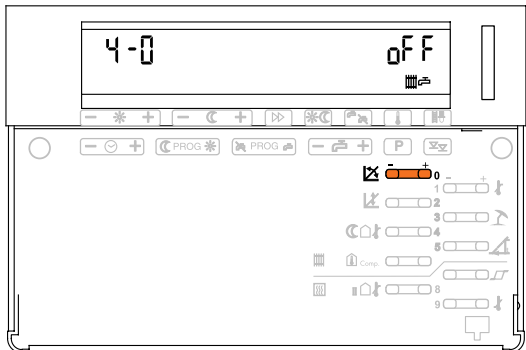 4-0 oFF
- + - +
- + PROG PROG - + P
- + 0
1 - +
2
3
4
5
Comp.
8
9